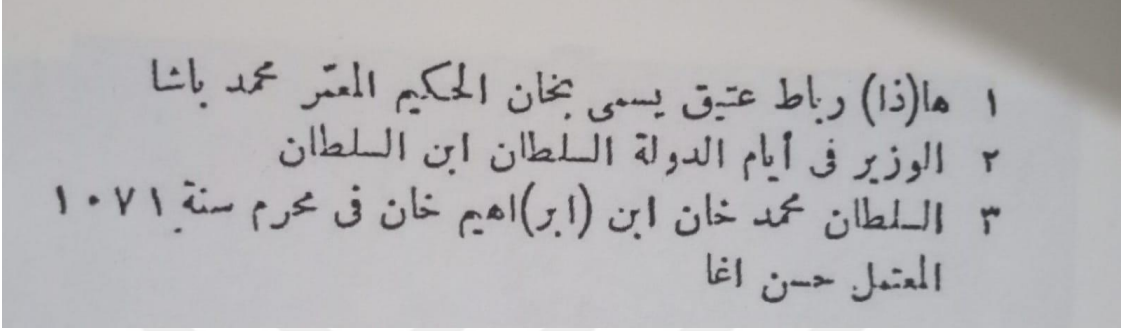 ١ ها(ذا) رباط عتيق يسمى بخان الحكيم المعمّر محمد باشا
٢ الوزير فى أيام الدولة السلطان ابن السلطان
٣ السلطان محمد خان ابن (ابر)اهيم خان فى محرم سنة ١٠٧١
المعتمل حسن اغا